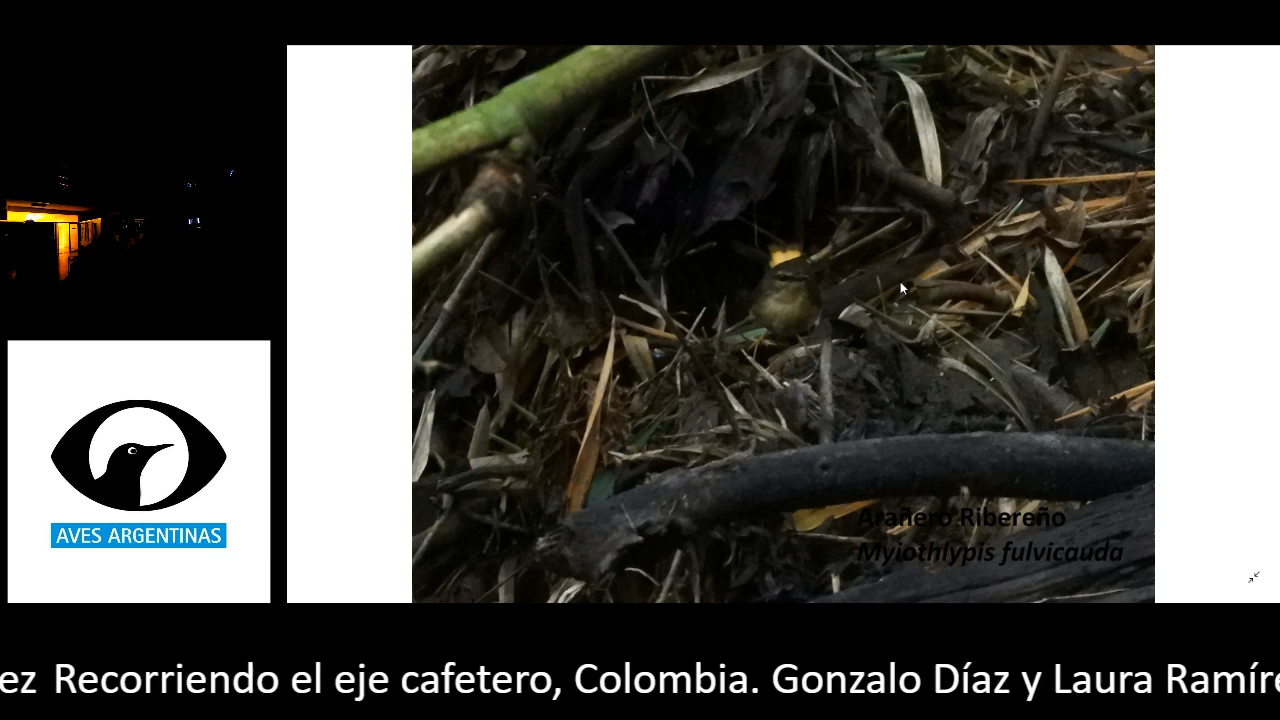 AVES ARGENTINAS
Arañero Ribereño
Myiothlypis fulvicauda
ez Recorriendo el eje cafetero, Colombia. Gonzalo Díaz y Laura Ramíre